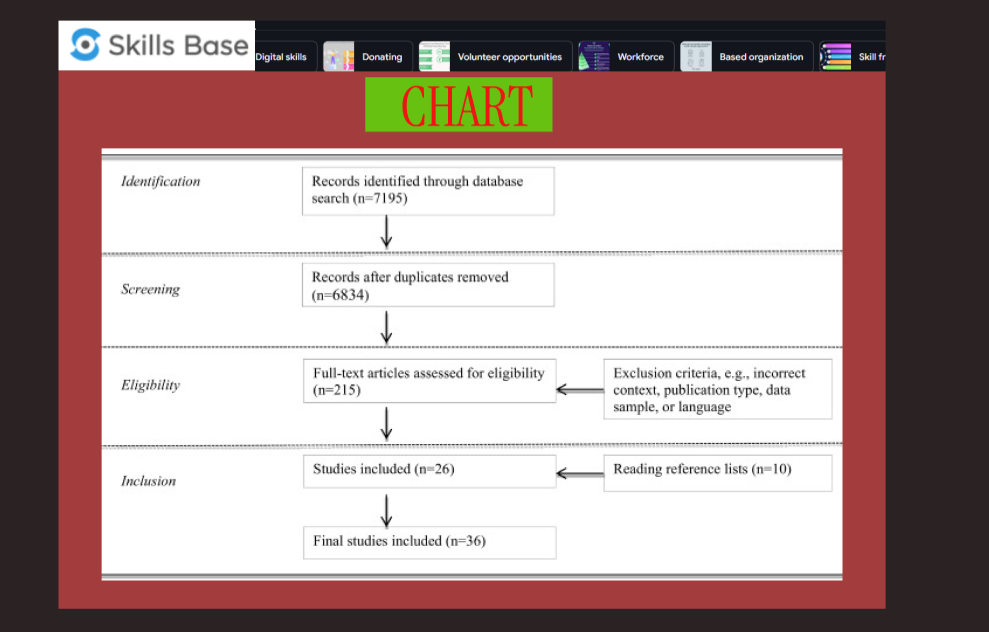 Skills Base
Digital skills
Donating
Volunteer opportunities
Workforce
Based organization
Skill fr
CHART
Identification
Records identified through database
search (n=7195)
Screening
Records after duplicates removed
(n=6834)
Eligibility
Full-text articles assessed for eligibility
(n=215)
Exclusion criteria, e.g., incorrect
context, publication type, data
sample, or language
Inclusion
Studies included (n=26)
Reading reference lists (n=10)
Final studies included (n=36)